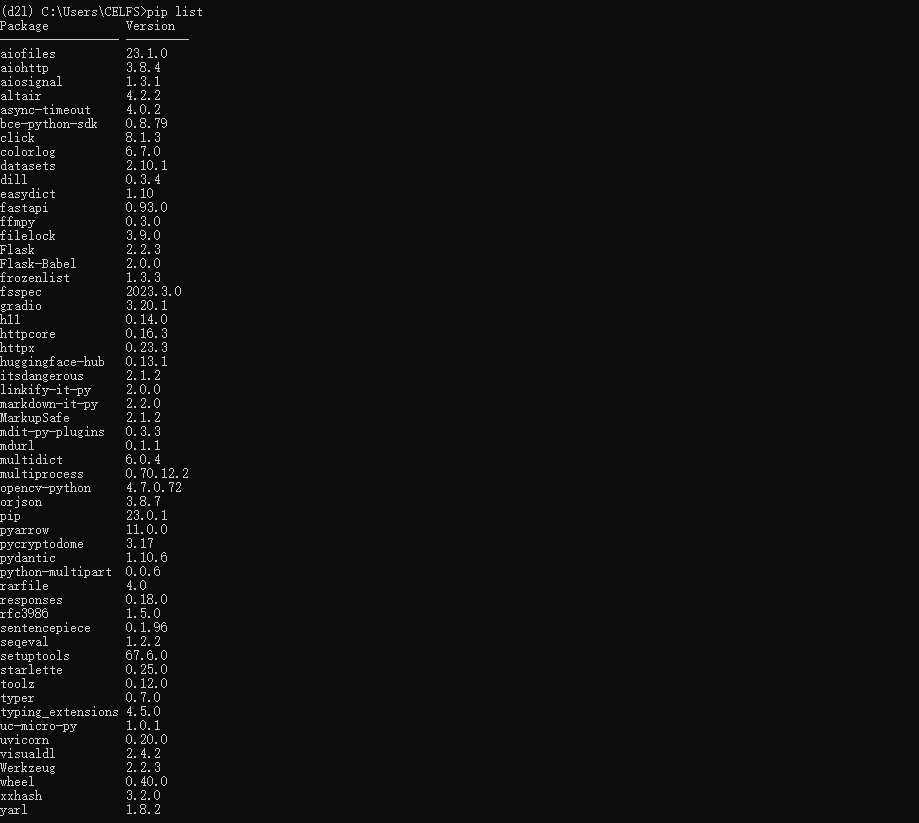 (d2l) C:\Users\CELFS>pip list
Package Version
----------------- ---------
aiofiles 23.1.0
aiohttp 3.8.4
aiosignal 1.3.1
altair 4.2.2
async-timeout 4.0.2
bce-python-sdk 0.8.79
click 8.1.3
colorlog 6.7.0
datasets 2.10.1
dill 0.3.4
easydict 1.10
fastapi 0.93.0
ffmpy 0.3.0
filelock 3.9.0
Flask 2.2.3
Flask-Babel 2.0.0
frozenlist 1.3.3
fsspec 2023.3.0
gradio 3.20.1
h11 0.14.0
httpcore 0.16.3
httpx 0.23.3
huggingface-hub 0.13.1
itsdangerous 2.1.2
linkify-it-py 2.0.0
markdown-it-py 2.2.0
MarkupSafe 2.1.2
mdit-py-plugins 0.3.3
mdurl 0.1.1
multidict 6.0.4
multiprocess 0.70.12.2
opencv-python 4.7.0.72
orjson 3.8.7
pip 23.0.1
pyarrow 11.0.0
pycryptodome 3.17
pydantic 1.10.6
python-multipart 0.0.6
rarfile 4.0
responses 0.18.0
rfc3986 1.5.0
sentencepiece 0.1.96
seqeval 1.2.2
setuptools 67.6.0
starlette 0.25.0
toolz 0.12.0
typer 0.7.0
typing_extensions 4.5.0
uc-micro-py 1.0.1
uvicorn 0.20.0
visualdl 2.4.2
Werkzeug 2.2.3
wheel 0.40.0
xxhash 3.2.0
yarl 1.8.2